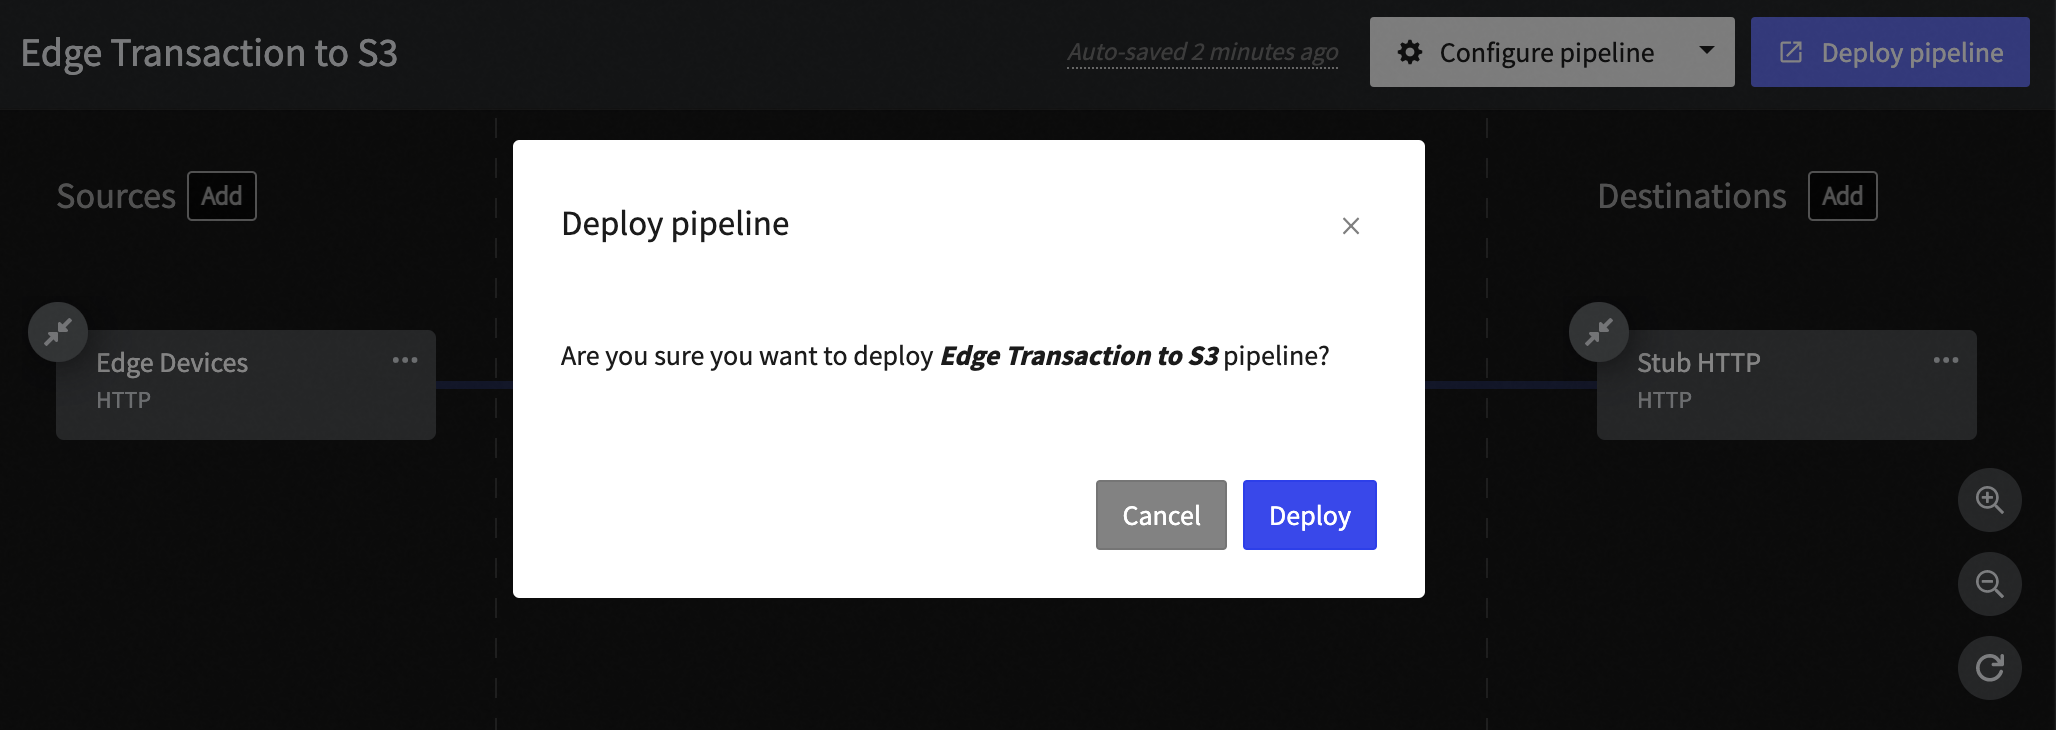 Edge Transaction to S3
Auto-saved 2 minutes ago
Configure pipeline
Deploy pipeline
Sources
Add
Destinations
Add
Deploy pipeline
Are you sure you want to deploy Edge Transaction to S3 pipeline?
Edge Devices
HTTP
Stub HTTP
HTTP
Cancel
Deploy